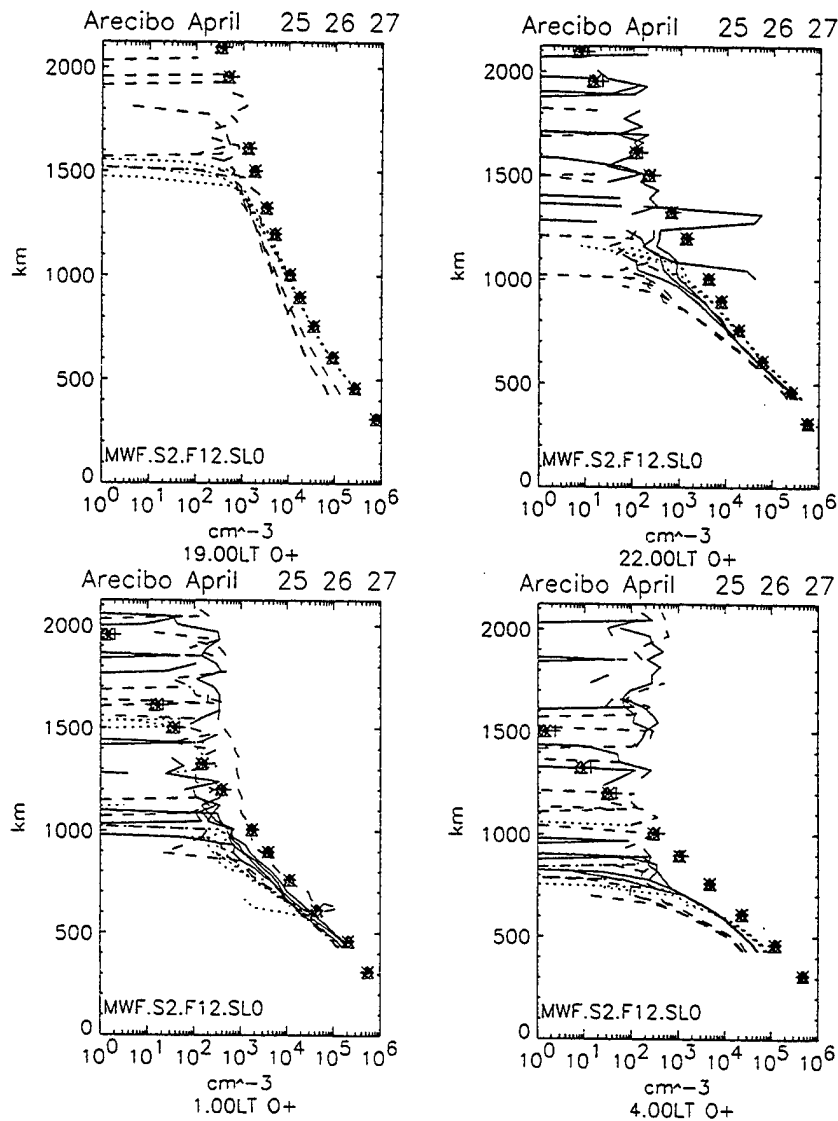 Arecibo April 25 26 27
2000
1500
km
1000
500
0
MWF.S2.F12.SL0
10^0 10^1 10^2 10^3 10^4 10^5 10^6
cm^-3
19.00LT O+
Arecibo April 25 26 27
2000
1500
km
1000
500
0
MWF.S2.F12.SL0
10^0 10^1 10^2 10^3 10^4 10^5 10^6
cm^-3
22.00LT O+
Arecibo April 25 26 27
2000
1500
km
1000
500
0
MWF.S2.F12.SL0
10^0 10^1 10^2 10^3 10^4 10^5 10^6
cm^-3
1.00LT O+
Arecibo April 25 26 27
2000
1500
km
1000
500
0
MWF.S2.F12.SL0
10^0 10^1 10^2 10^3 10^4 10^5 10^6
cm^-3
4.00LT O+